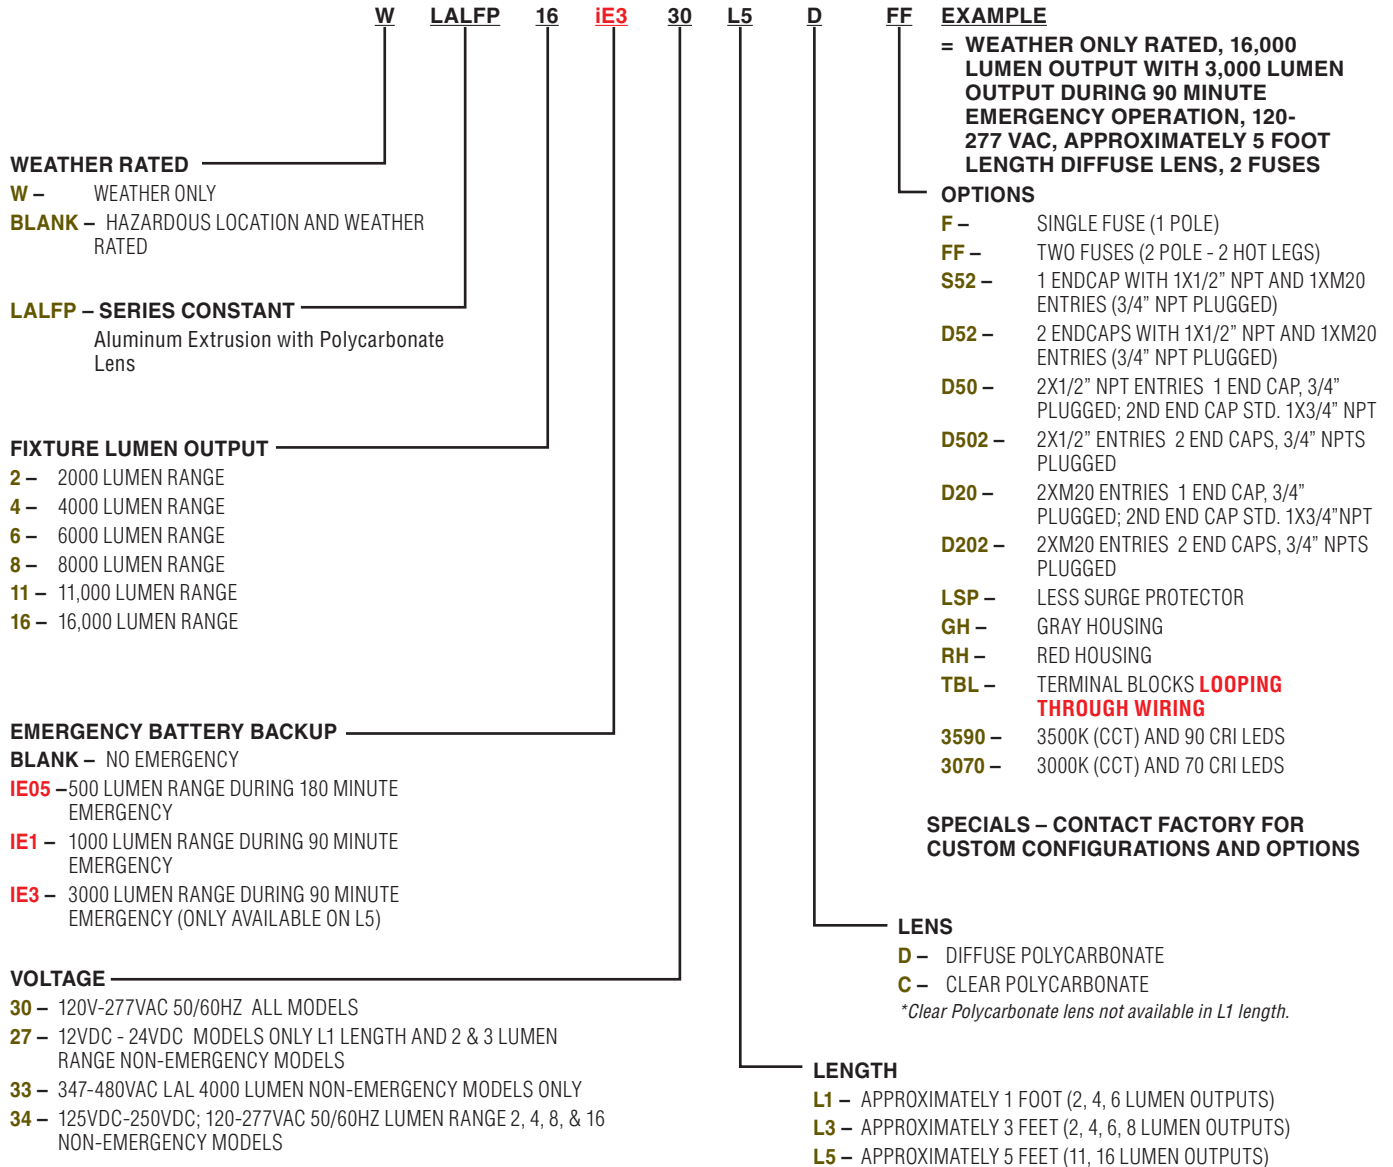 W LALFP 16 iE3 30 L5 D FF EXAMPLE
= WEATHER ONLY RATED, 16,000
LUMEN OUTPUT WITH 3,000 LUMEN
OUTPUT DURING 90 MINUTE
EMERGENCY OPERATION, 120-
277 VAC, APPROXIMATELY 5 FOOT
LENGTH DIFFUSE LENS, 2 FUSES
WEATHER RATED
W – WEATHER ONLY
BLANK – HAZARDOUS LOCATION AND WEATHER
RATED
LALFP – SERIES CONSTANT
Aluminum Extrusion with Polycarbonate
Lens
FIXTURE LUMEN OUTPUT
2 – 2000 LUMEN RANGE
4 – 4000 LUMEN RANGE
6 – 6000 LUMEN RANGE
8 – 8000 LUMEN RANGE
11 – 11,000 LUMEN RANGE
16 – 16,000 LUMEN RANGE
EMERGENCY BATTERY BACKUP
BLANK – NO EMERGENCY
IE05 –500 LUMEN RANGE DURING 180 MINUTE
EMERGENCY
IE1 – 1000 LUMEN RANGE DURING 90 MINUTE
EMERGENCY
IE3 – 3000 LUMEN RANGE DURING 90 MINUTE
EMERGENCY (ONLY AVAILABLE ON L5)
VOLTAGE
30 – 120V-277VAC 50/60HZ ALL MODELS
27 – 12VDC - 24VDC MODELS ONLY L1 LENGTH AND 2 & 3 LUMEN
RANGE NON-EMERGENCY MODELS
33 – 347-480VAC LAL 4000 LUMEN NON-EMERGENCY MODELS ONLY
34 – 125VDC-250VDC; 120-277VAC 50/60HZ LUMEN RANGE 2, 4, 8, & 16
NON-EMERGENCY MODELS
OPTIONS
F – SINGLE FUSE (1 POLE)
FF – TWO FUSES (2 POLE - 2 HOT LEGS)
S52 – 1 ENDCAP WITH 1X1/2" NPT AND 1XM20
ENTRIES (3/4" NPT PLUGGED)
D52 – 2 ENDCAPS WITH 1X1/2" NPT AND 1XM20
ENTRIES (3/4" NPT PLUGGED)
D50 – 2X1/2" NPT ENTRIES 1 END CAP, 3/4"
PLUGGED; 2ND END CAP STD. 1X3/4" NPT
D502 – 2X1/2" ENTRIES 2 END CAPS, 3/4" NPTS
PLUGGED
D20 – 2XM20 ENTRIES 1 END CAP, 3/4"
PLUGGED; 2ND END CAP STD. 1X3/4"NPT
D202 – 2XM20 ENTRIES 2 END CAPS, 3/4" NPTS
PLUGGED
LSP – LESS SURGE PROTECTOR
GH – GRAY HOUSING
RH – RED HOUSING
TBL – TERMINAL BLOCKS LOOPING
THROUGH WIRING
3590 – 3500K (CCT) AND 90 CRI LEDS
3070 – 3000K (CCT) AND 70 CRI LEDS
SPECIALS – CONTACT FACTORY FOR
CUSTOM CONFIGURATIONS AND OPTIONS
LENS
D – DIFFUSE POLYCARBONATE
C – CLEAR POLYCARBONATE
*Clear Polycarbonate lens not available in L1 length.
LENGTH
L1 – APPROXIMATELY 1 FOOT (2, 4, 6 LUMEN OUTPUTS)
L3 – APPROXIMATELY 3 FEET (2, 4, 6, 8 LUMEN OUTPUTS)
L5 – APPROXIMATELY 5 FEET (11, 16 LUMEN OUTPUTS)